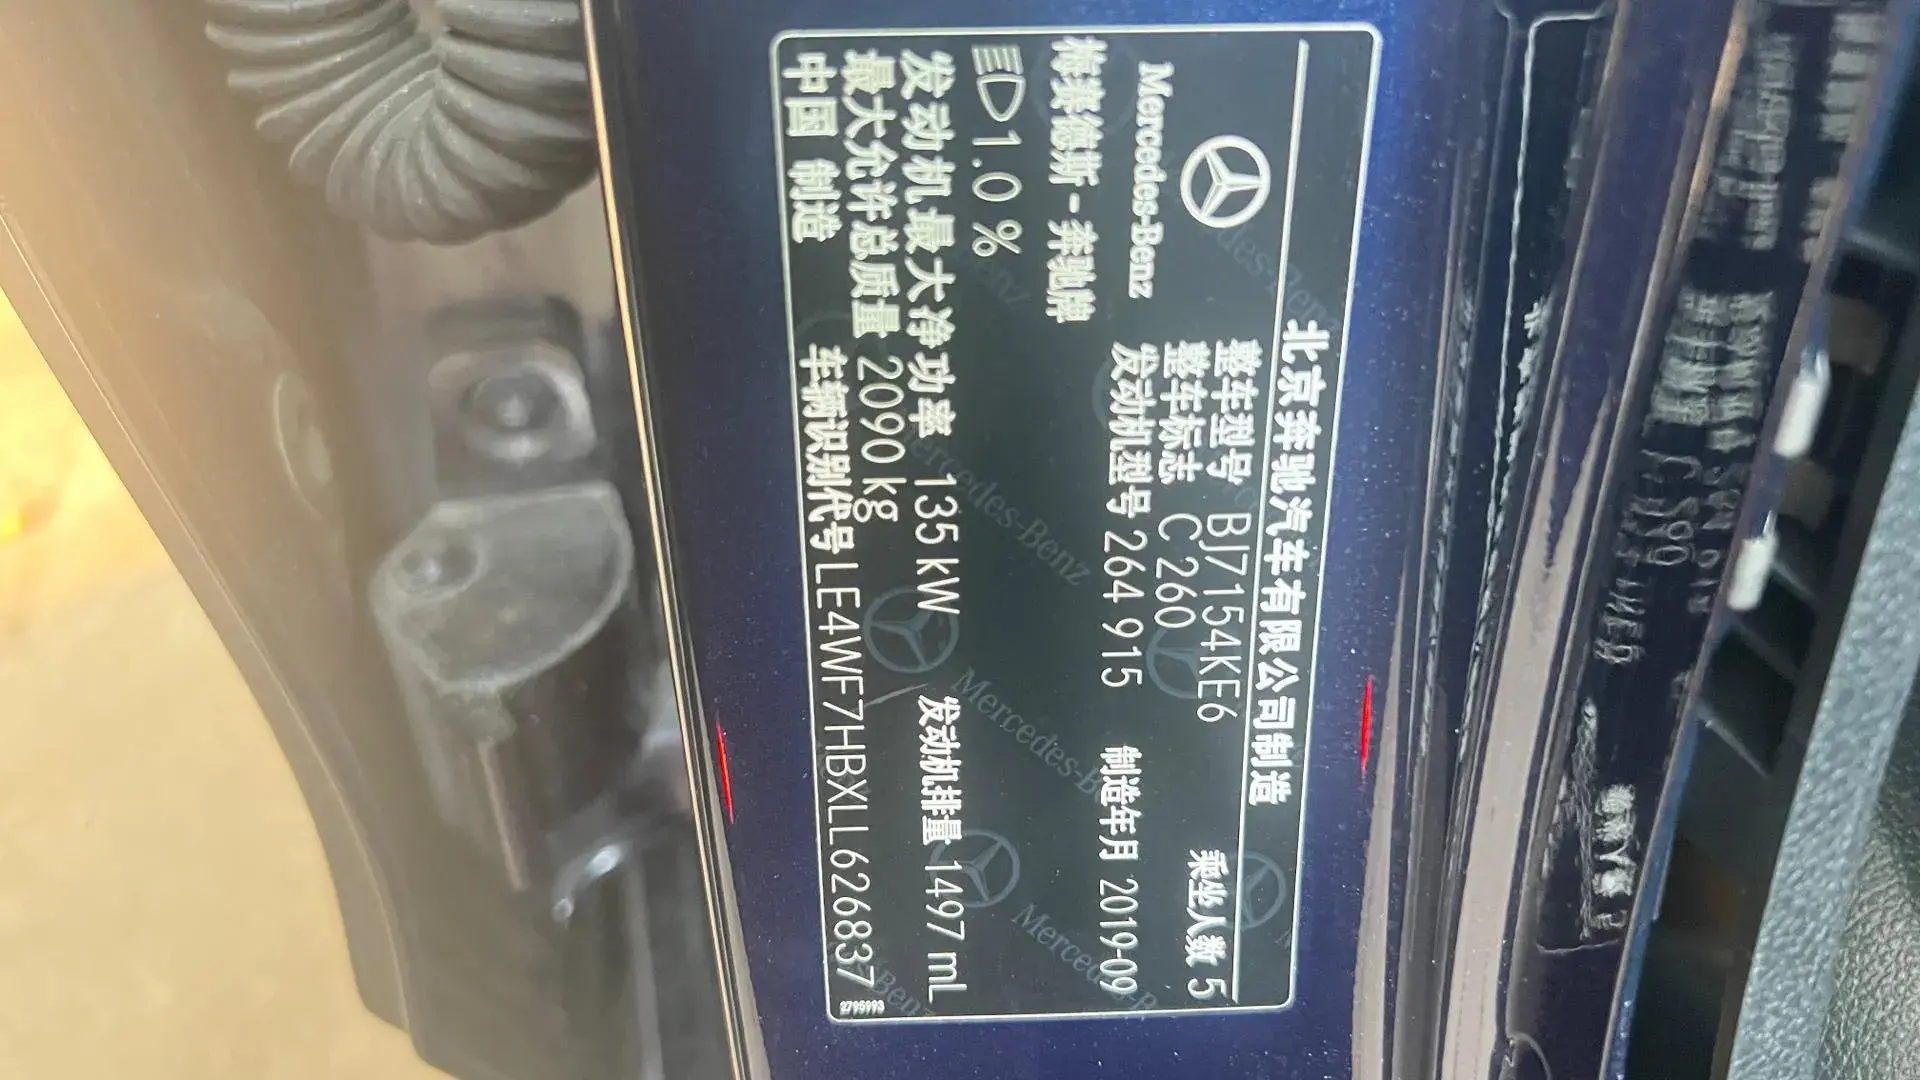 北京奔驰汽车有限公司制造
Mercedes-Benz
梅赛德斯-奔驰牌
整车型号 BJ7154KE6 乘坐人数 5
整车标志 C 260
发动机型号 264 915 制造年月 2019-09
1.0 %
发动机最大净功率 135 kW 发动机排量 1497 mL
最大允许总质量 2090 kg
中国 制造 车辆识别代号 LE4WF7HBXLL626837
2795993